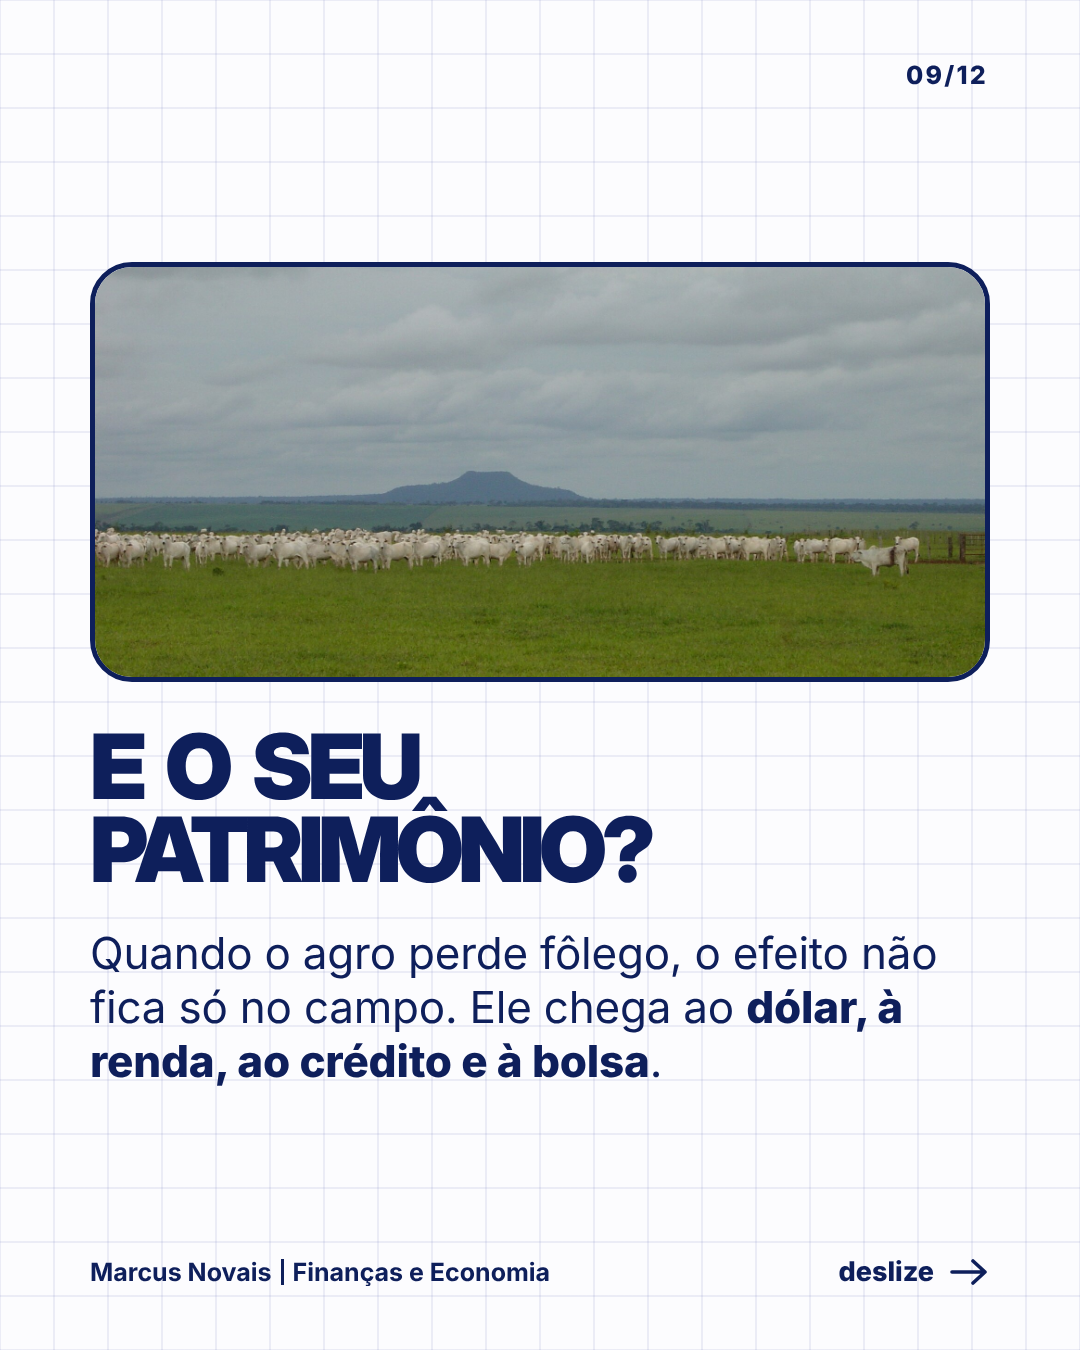 09/12
E O SEU
PATRIMÔNIO?
Quando o agro perde fôlego, o efeito não
fica só no campo. Ele chega ao dólar, à
renda, ao crédito e à bolsa.
Marcus Novais | Finanças e Economia
deslize →